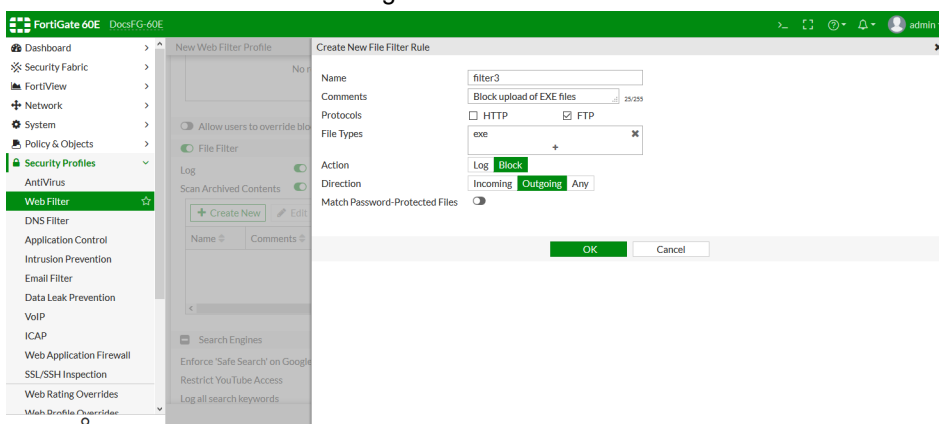 FortiGate 60E DocsFG-60E
>_ admin
Dashboard
Security Fabric
FortiView
Network
System
Policy & Objects
Security Profiles
AntiVirus
Web Filter
DNS Filter
Application Control
Intrusion Prevention
Email Filter
Data Leak Prevention
VoIP
ICAP
Web Application Firewall
SSL/SSH Inspection
Web Rating Overrides
Web Profile Overrides
New Web Filter Profile
No r
Allow users to override blo
File Filter
Log
Scan Archived Contents
+ Create New Edit
Name Comments
Search Engines
Enforce 'Safe Search' on Google
Restrict YouTube Access
Log all search keywords
Create New File Filter Rule
Name filter3
Comments Block upload of EXE files 25/255
Protocols HTTP FTP
File Types exe
+
Action Log Block
Direction Incoming Outgoing Any
Match Password-Protected Files
OK Cancel